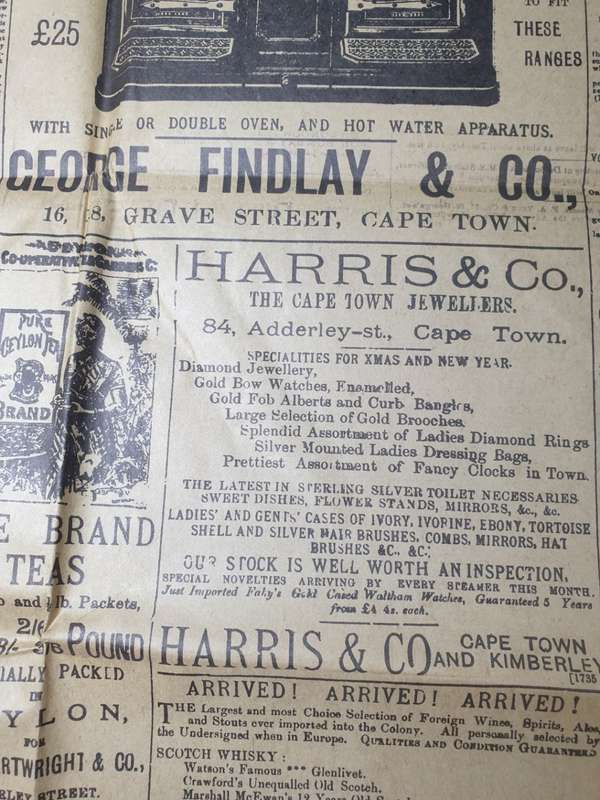 £25
TO FIT
THESE
RANGES
WITH SINGLE OR DOUBLE OVEN, AND HOT WATER APPARATUS.
GEORGE FINDLAY & CO.,
16, 18, GRAVE STREET, CAPE TOWN.
PURE
CEYLON TEA
BRAND
E BRAND
TEAS
lb. Packets,
2/6
POUND
IALLY PACKED
IN
YLON,
FOR
RTWRIGHT & CO.,
RLEY STREET.
HARRIS & Co.,
THE CAPE TOWN JEWELLERS.
84, Adderley-st., Cape Town.
SPECIALITIES FOR XMAS AND NEW YEAR.
Diamond Jewellery,
Gold Bow Watches, Enamelled,
Gold Fob Alberts and Curb Bangles,
Large Selection of Gold Brooches.
Splendid Assortment of Ladies Diamond Rings
Silver Mounted Ladies Dressing Bags,
Prettiest Assortment of Fancy Clocks in Town.
THE LATEST IN STERLING SILVER TOILET NECESSARIES
SWEET DISHES, FLOWER STANDS, MIRRORS, &c., &c.
LADIES' AND GENTS' CASES OF IVORY, IVORINE, EBONY, TORTOISE
SHELL AND SILVER HAIR BRUSHES, COMBS, MIRRORS, HAT
BRUSHES &C., &C.;
OUR STOCK IS WELL WORTH AN INSPECTION,
SPECIAL NOVELTIES ARRIVING BY EVERY STEAMER THIS MONTH.
Just Imported Fahy's Gold Cased Waltham Watches, Guaranteed 5 Years
from £4 4s. each.
HARRIS & CO AND KIMBERLEY
CAPE TOWN
[1735
ARRIVED! ARRIVED! ARRIVED!
THE Largest and most Choice Selection of Foreign Wines, Spirits, Ales,
and Stouts ever imported into the Colony. All personally selected by
the Undersigned when in Europe. QUALITIES AND CONDITION GUARANTEED
SCOTCH WHISKY:
Watson's Famous *** Glenlivet.
Crawford's Unequalled Old Scotch.
Marshall McEwan's 12 Years Old